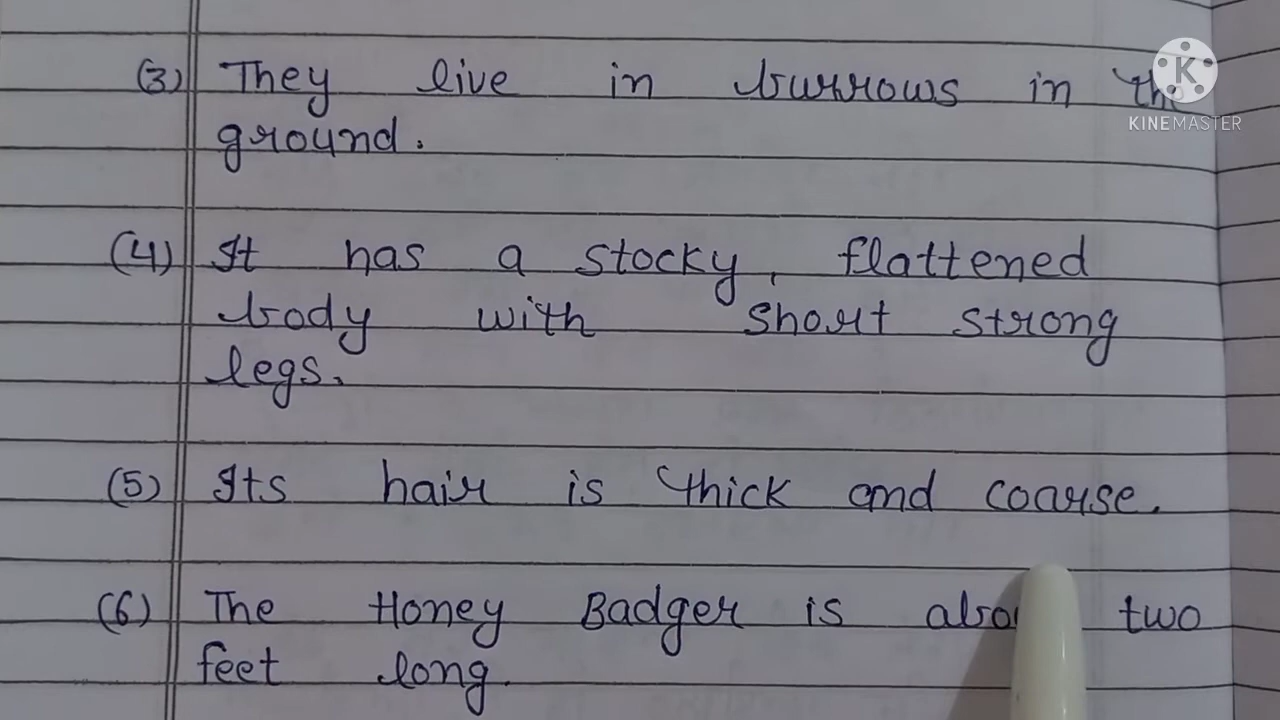 (3) They live in burrows in the
ground.
(4) It has a stocky, flattened
body with short strong
legs.
(5) Its hair is thick and coarse.
(6) The Honey Badger is two
feet long.
K
KINEMASTER